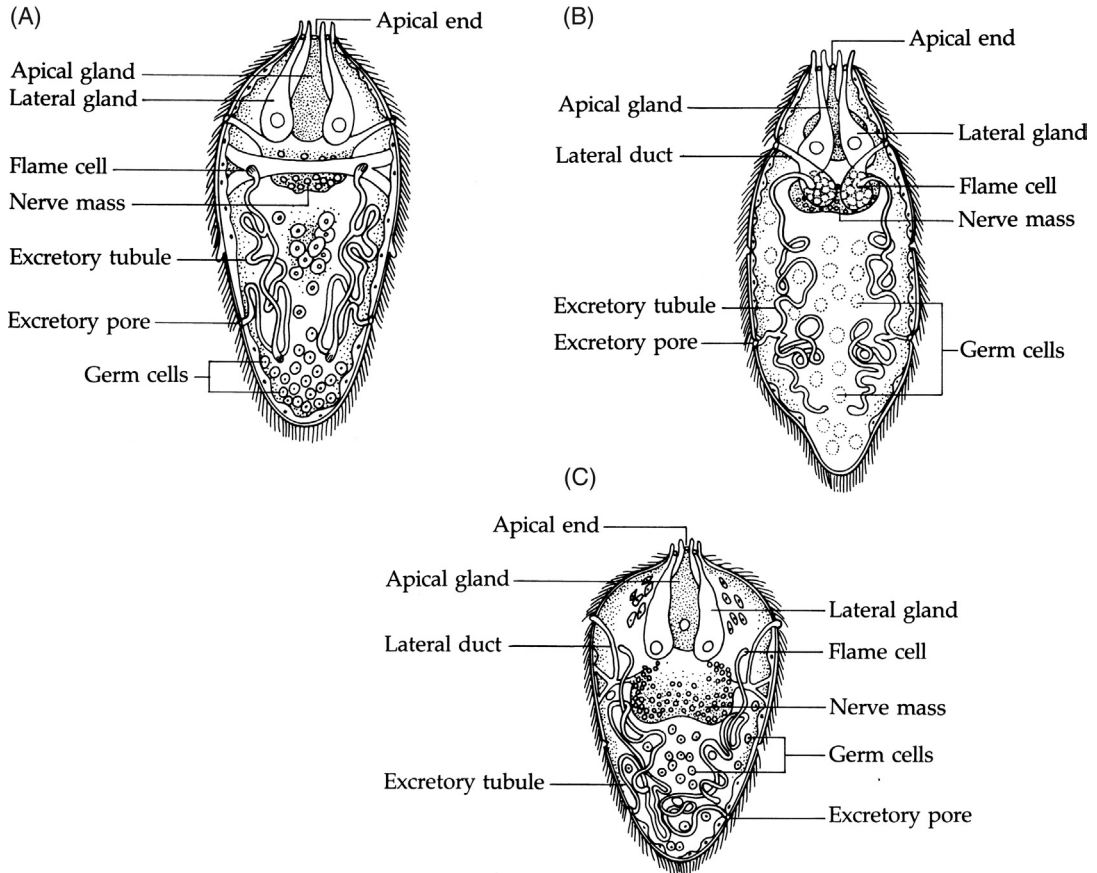 (A)
Apical end
Apical gland
Lateral gland
Flame cell
Nerve mass
Excretory tubule
Excretory pore
Germ cells
(B)
Apical end
Apical gland
Lateral gland
Lateral duct
Flame cell
Nerve mass
Excretory tubule
Excretory pore
Germ cells
(C)
Apical end
Apical gland
Lateral gland
Lateral duct
Flame cell
Nerve mass
Germ cells
Excretory tubule
Excretory pore